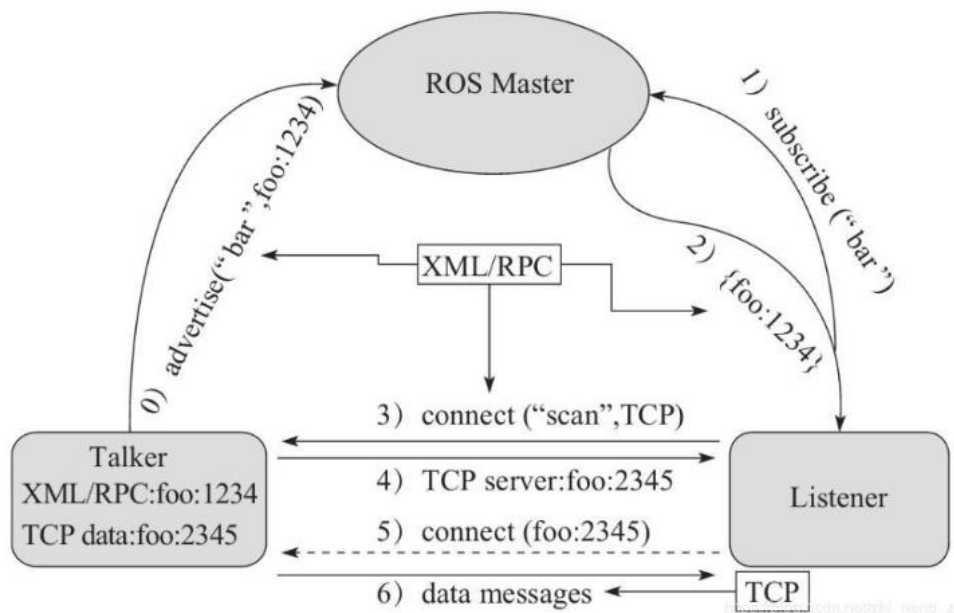 ROS Master
1）subscribe (“bar”)
0）advertise(“bar”,foo:1234)
2）{foo:1234}
XML/RPC
3）connect (“scan”,TCP)
Talker
XML/RPC:foo:1234
TCP data:foo:2345
4）TCP server:foo:2345
Listener
5）connect (foo:2345)
6）data messages
TCP